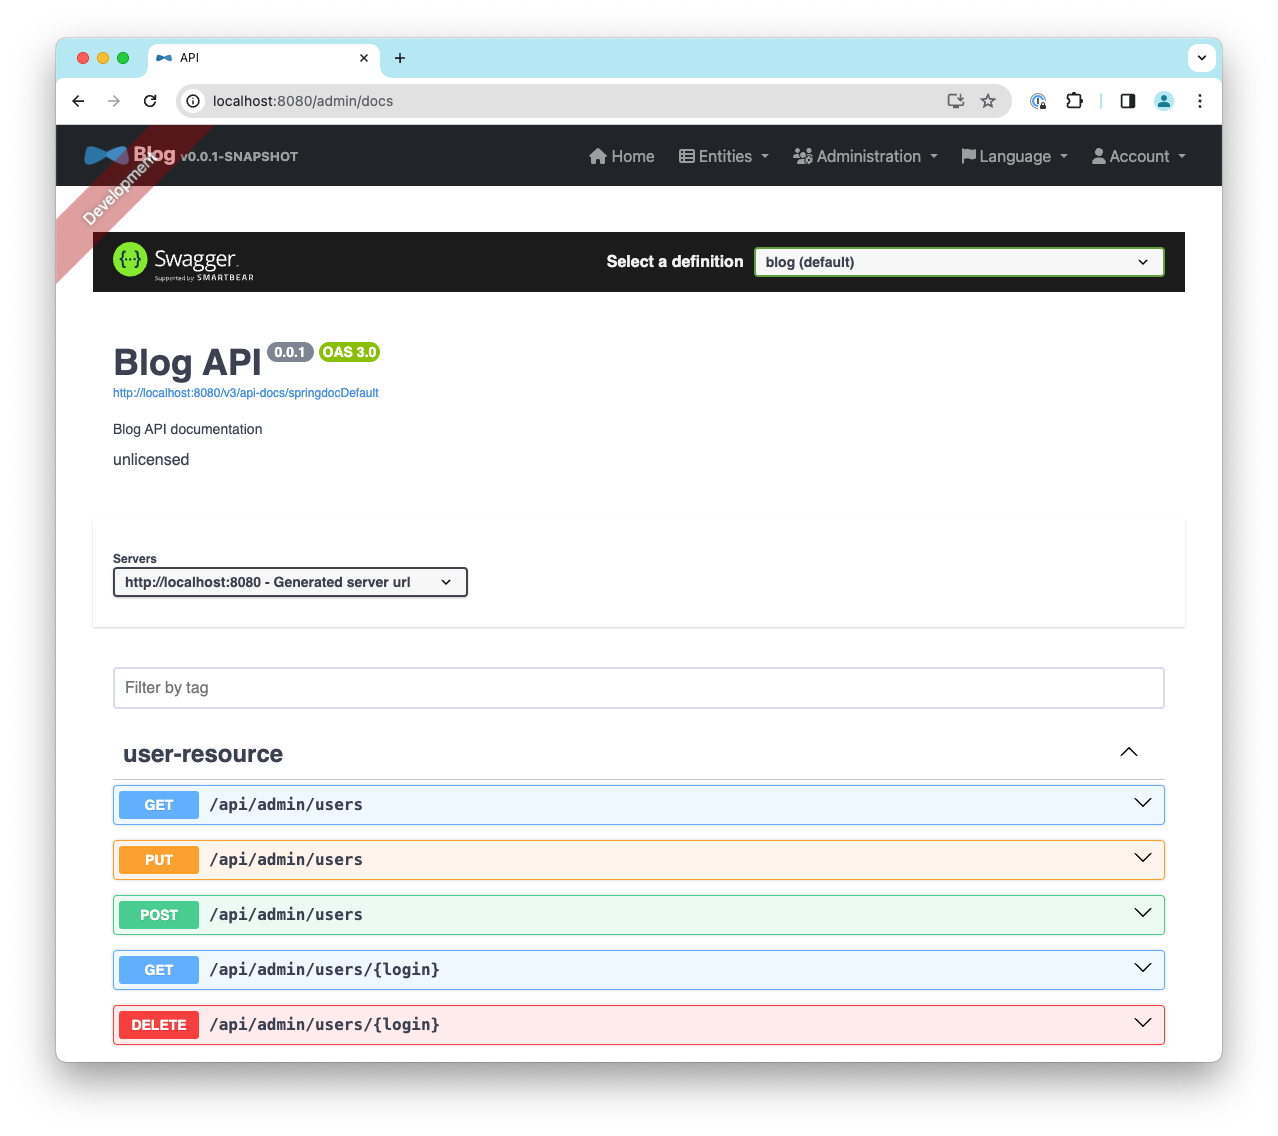 API
localhost:8080/admin/docs
Blog v0.0.1-SNAPSHOT
Home Entities Administration Language Account
Development
Swagger
Supported by SMARTBEAR
Select a definition blog (default)
Blog API 0.0.1 OAS 3.0
http://localhost:8080/v3/api-docs/springdocDefault
Blog API documentation
unlicensed
Servers
http://localhost:8080 - Generated server url
Filter by tag
user-resource
GET /api/admin/users
PUT /api/admin/users
POST /api/admin/users
GET /api/admin/users/{login}
DELETE /api/admin/users/{login}